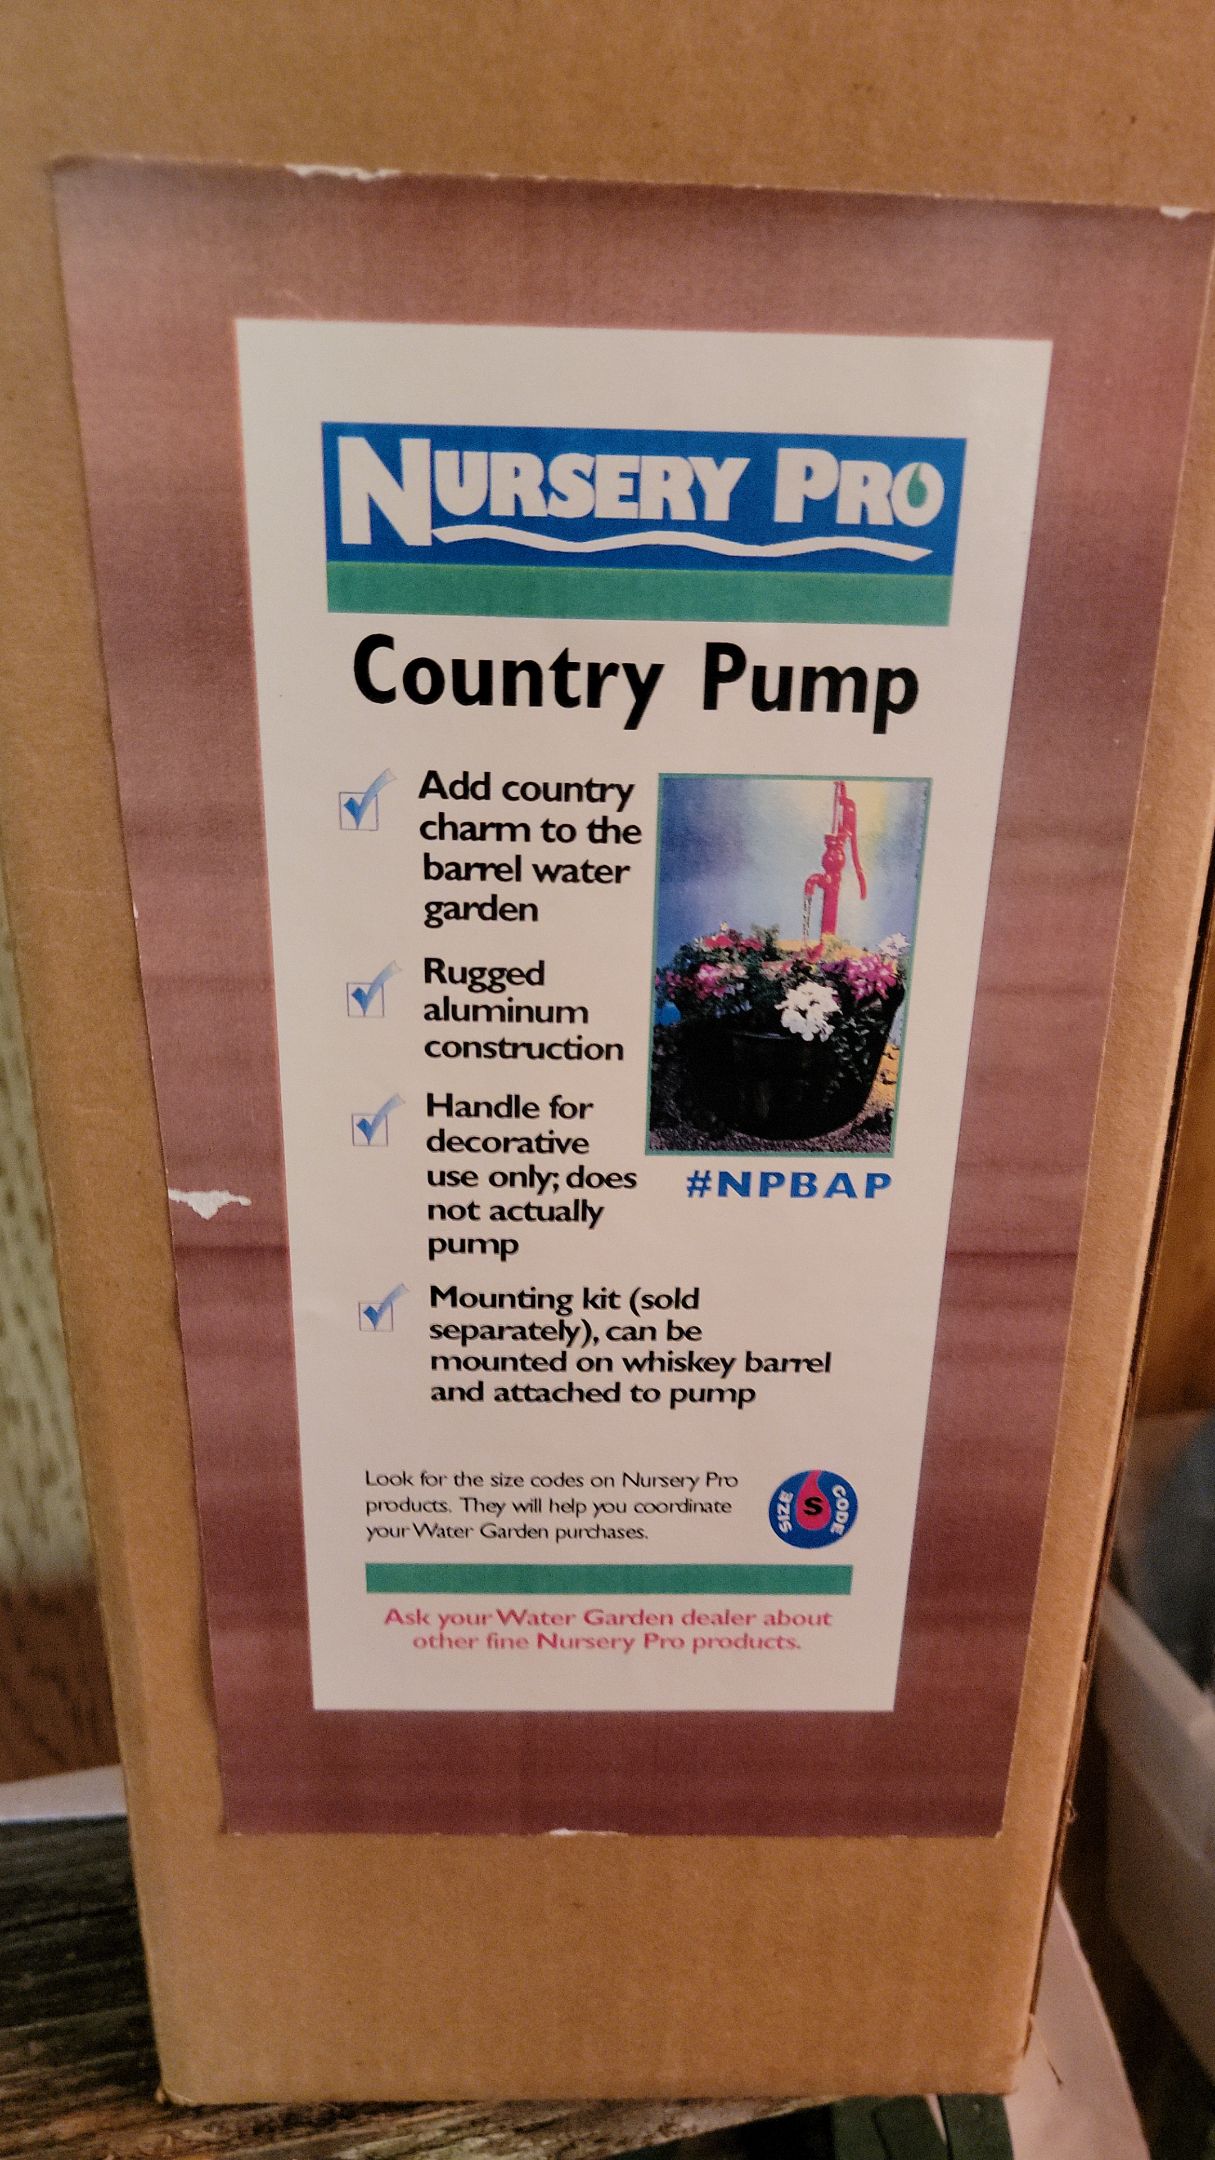 NURSERY PRO
Country Pump
Add country
charm to the
barrel water
garden
Rugged
aluminum
construction
Handle for
decorative
use only; does
not actually
pump
#NPBAP
Mounting kit (sold
separately), can be
mounted on whiskey barrel
and attached to pump
Look for the size codes on Nursery Pro
products. They will help you coordinate
your Water Garden purchases.
SIZE S CODE
Ask your Water Garden dealer about
other fine Nursery Pro products.